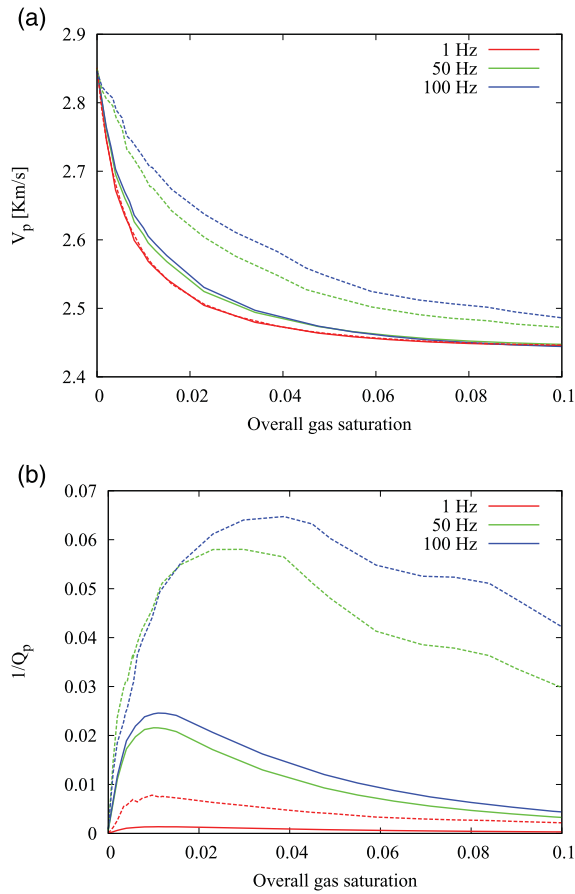 (a)
2.9
2.8
2.7
2.6
2.5
2.4
Vp [Km/s]
1 Hz
50 Hz
100 Hz
0
0.02
0.04
0.06
0.08
0.1
Overall gas saturation
(b)
0.07
0.06
0.05
0.04
0.03
0.02
0.01
0
1/Qp
1 Hz
50 Hz
100 Hz
0
0.02
0.04
0.06
0.08
0.1
Overall gas saturation